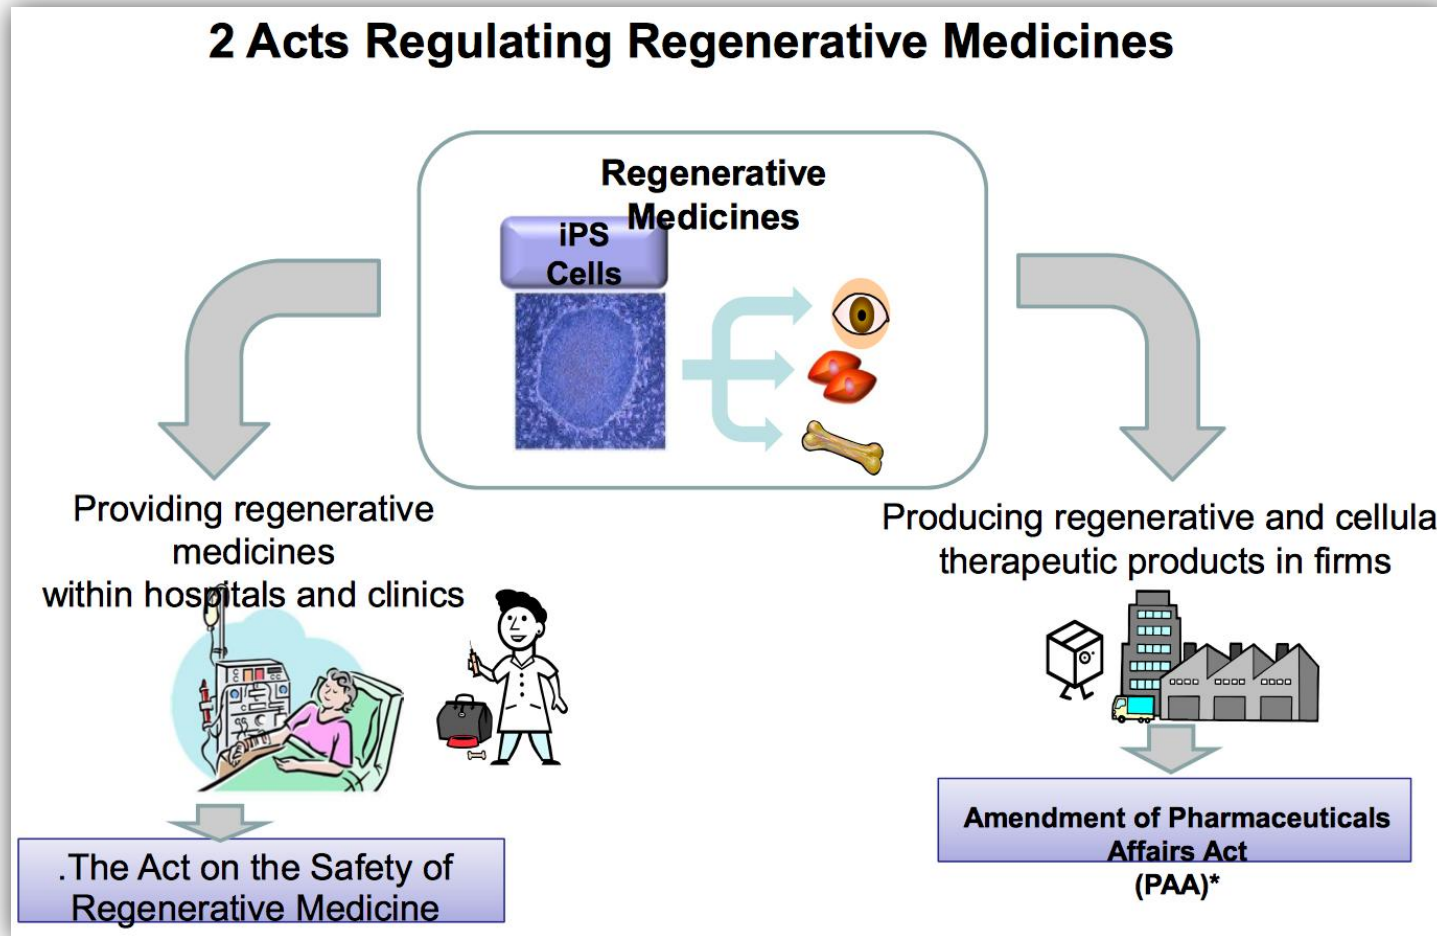 2 Acts Regulating Regenerative Medicines
Regenerative
Medicines
iPS
Cells
Providing regenerative
medicines
within hospitals and clinics
Producing regenerative and cellula
therapeutic products in firms
.The Act on the Safety of
Regenerative Medicine
Amendment of Pharmaceuticals
Affairs Act
(PAA)*